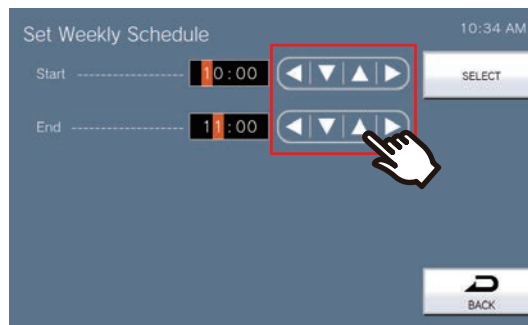 Set Weekly Schedule
10:34 AM
Start ----------------- 10:00
SELECT
End ------------------ 11:00
BACK